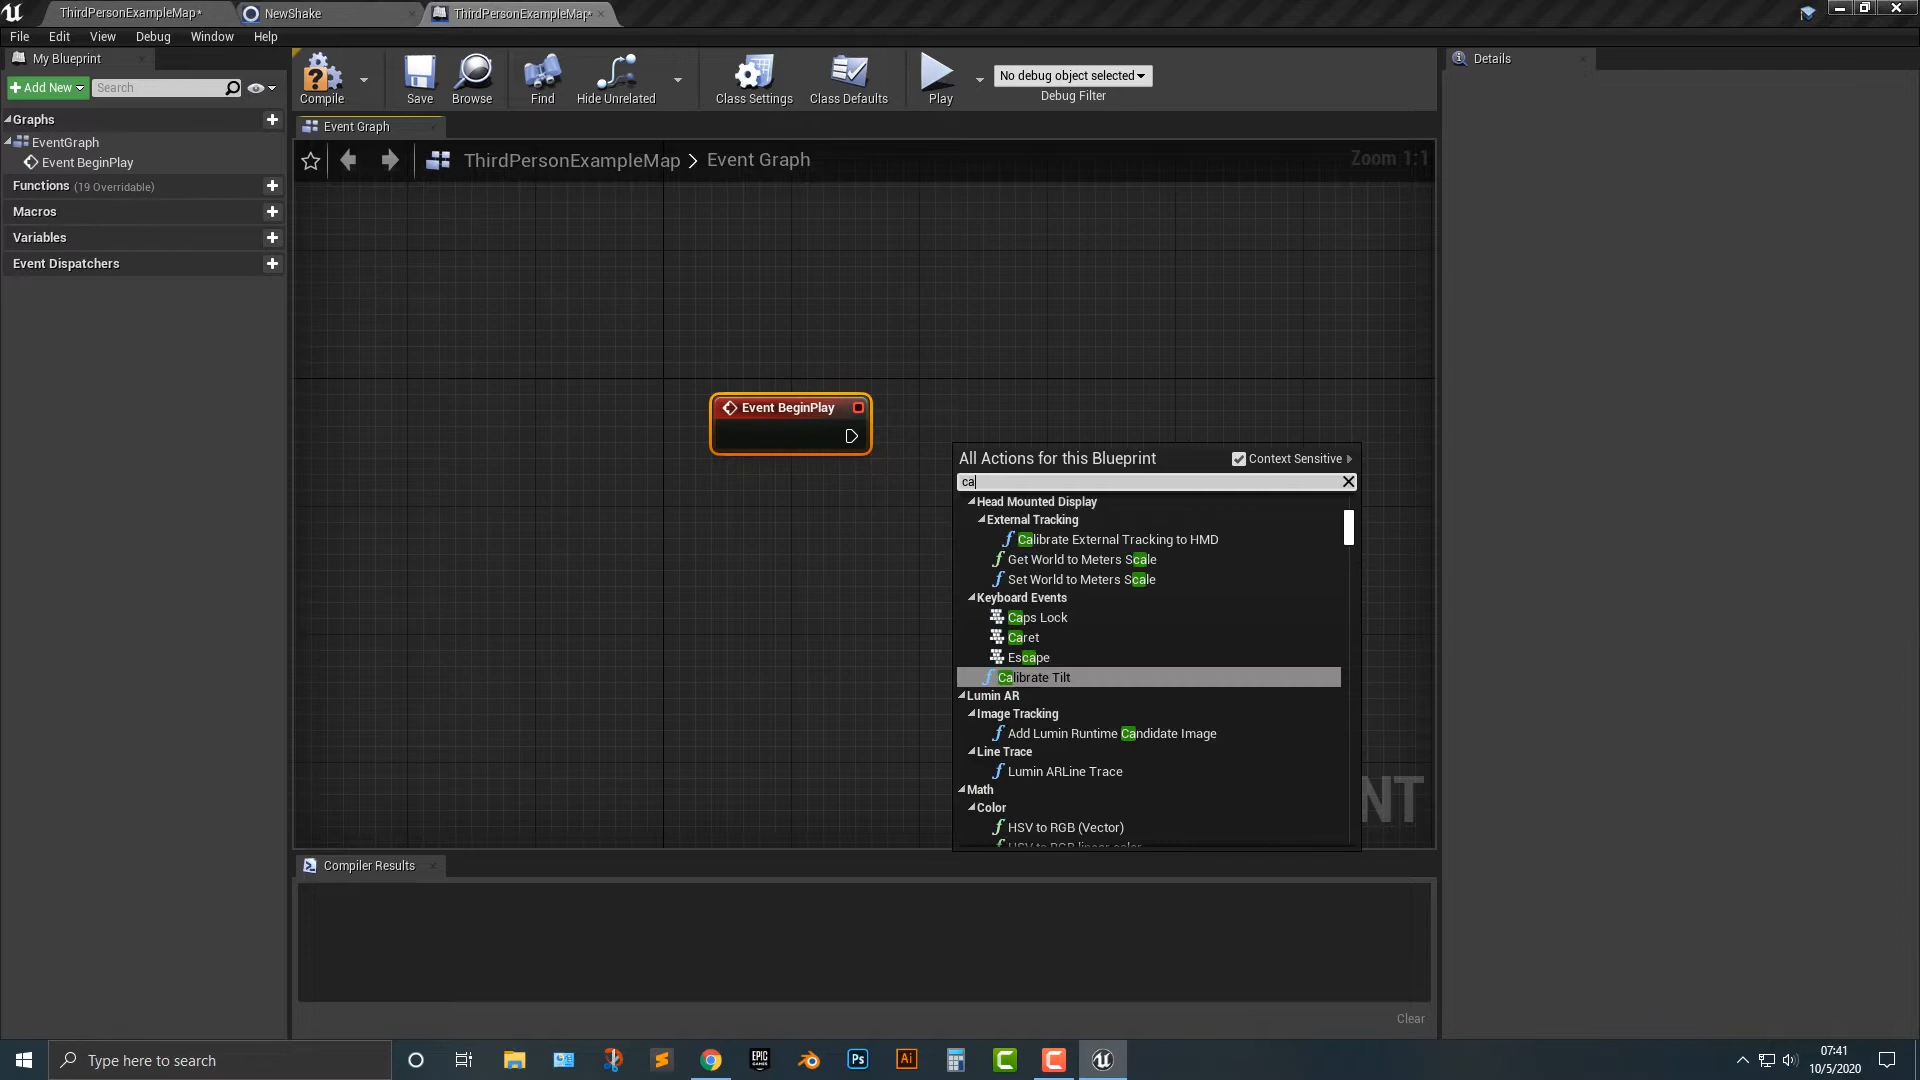 ThirdPersonExampleMap*
NewShake
ThirdPersonExampleMap*
File
Edit
View
Debug
Window
Help
My Blueprint
Add New
Search
Graphs
EventGraph
Event BeginPlay
Functions (19 Overridable)
Macros
Variables
Event Dispatchers
Compile
Save
Browse
Find
Hide Unrelated
Class Settings
Class Defaults
Play
No debug object selected
Debug Filter
Details
Event Graph
ThirdPersonExampleMap > Event Graph
Zoom 1:1
Event BeginPlay
All Actions for this Blueprint
Context Sensitive
ca
Head Mounted Display
External Tracking
Calibrate External Tracking to HMD
Get World to Meters Scale
Set World to Meters Scale
Keyboard Events
Caps Lock
Caret
Escape
Calibrate Tilt
Lumin AR
Image Tracking
Add Lumin Runtime Candidate Image
Line Trace
Lumin ARLine Trace
Math
Color
HSV to RGB (Vector)
HSV to RGB linear color
NT
Compiler Results
Clear
Type here to search
EPIC GAMES
Ps
Ai
07:41
10/5/2020